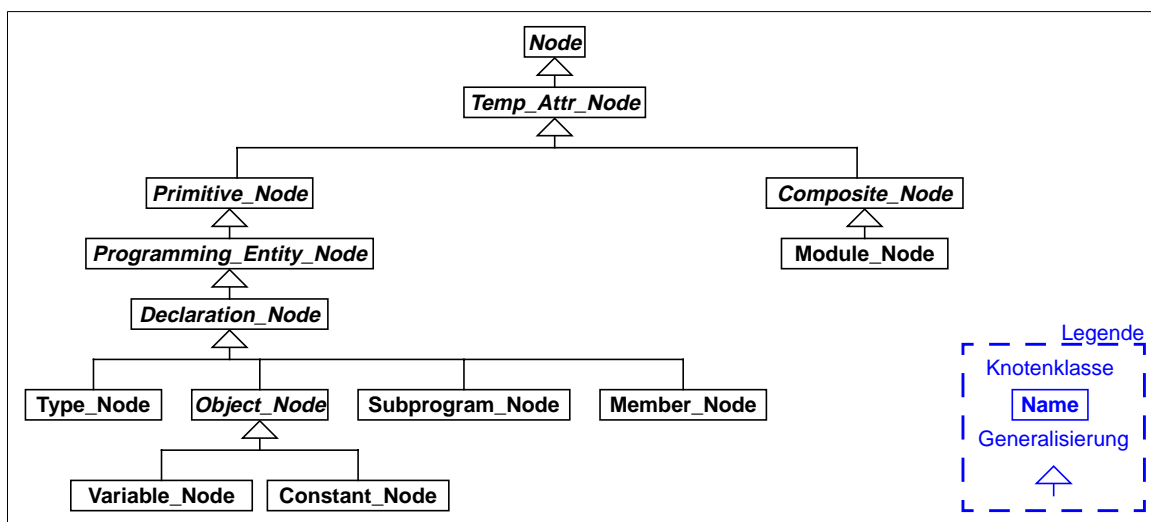 Node
Temp_Attr_Node
Primitive_Node
Composite_Node
Programming_Entity_Node
Module_Node
Declaration_Node
Legende
Knotenklasse
Type_Node
Object_Node
Subprogram_Node
Member_Node
Name
Generalisierung
Variable_Node
Constant_Node